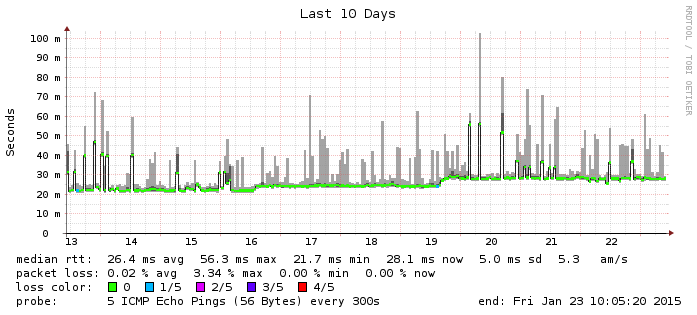 Last 10 Days
RRDTOOL / TOBI OETIKER
Seconds
100 m
90 m
80 m
70 m
60 m
50 m
40 m
30 m
20 m
10 m
0
13 14 15 16 17 18 19 20 21 22
median rtt: 26.4 ms avg 56.3 ms max 21.7 ms min 28.1 ms now 5.0 ms sd 5.3 am/s
packet loss: 0.02 % avg 3.34 % max 0.00 % min 0.00 % now
loss color: 0 1/5 2/5 3/5 4/5
probe: 5 ICMP Echo Pings (56 Bytes) every 300s end: Fri Jan 23 10:05:20 2015